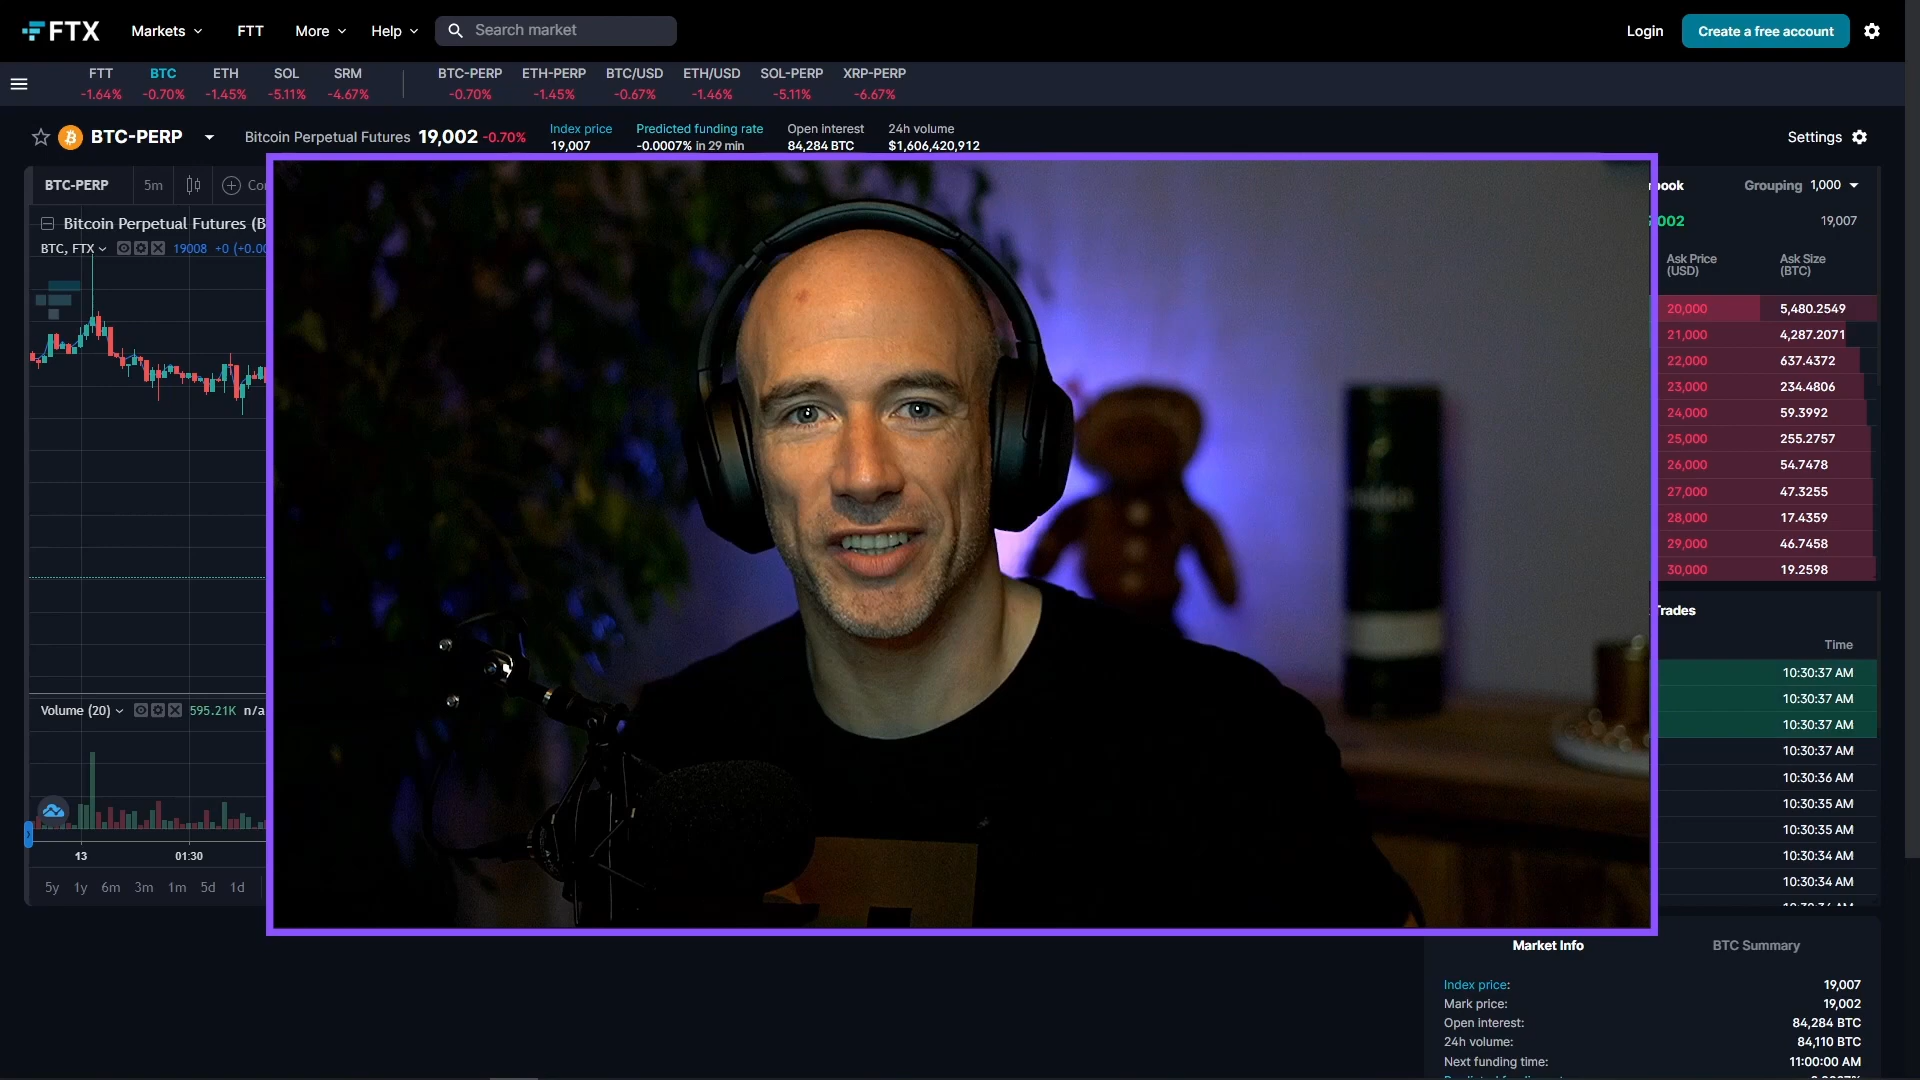 FTX Markets FTT More Help Search market Login Create a free account
FTT BTC ETH SOL SRM BTC-PERP ETH-PERP BTC/USD ETH/USD SOL-PERP XRP-PERP
-1.64% -0.70% -1.45% -5.11% -4.67% -0.70% -1.45% -0.67% -1.46% -5.11% -6.67%
BTC-PERP Bitcoin Perpetual Futures 19,002 -0.70%
Index price
19,007
Predicted funding rate
-0.0007% in 29 min
Open interest
84,284 BTC
24h volume
$1,606,420,912
Settings
BTC-PERP 5m
Bitcoin Perpetual Futures (B
BTC, FTX 19008 +0 (+0.00
Volume (20) 595.21K n/a
13 01:30
5y 1y 6m 3m 1m 5d 1d
book Grouping 1,000
002 19,007
Ask Price Ask Size
(USD) (BTC)
20,000 5,480.2549
21,000 4,287.2071
22,000 637.4372
23,000 234.4806
24,000 59.3992
25,000 255.2757
26,000 54.7478
27,000 47.3255
28,000 17.4359
29,000 46.7458
30,000 19.2598
Trades
Time
10:30:37 AM
10:30:37 AM
10:30:37 AM
10:30:37 AM
10:30:36 AM
10:30:35 AM
10:30:35 AM
10:30:34 AM
10:30:34 AM
Market Info BTC Summary
Index price: 19,007
Mark price: 19,002
Open interest: 84,284 BTC
24h volume: 84,110 BTC
Next funding time: 11:00:00 AM